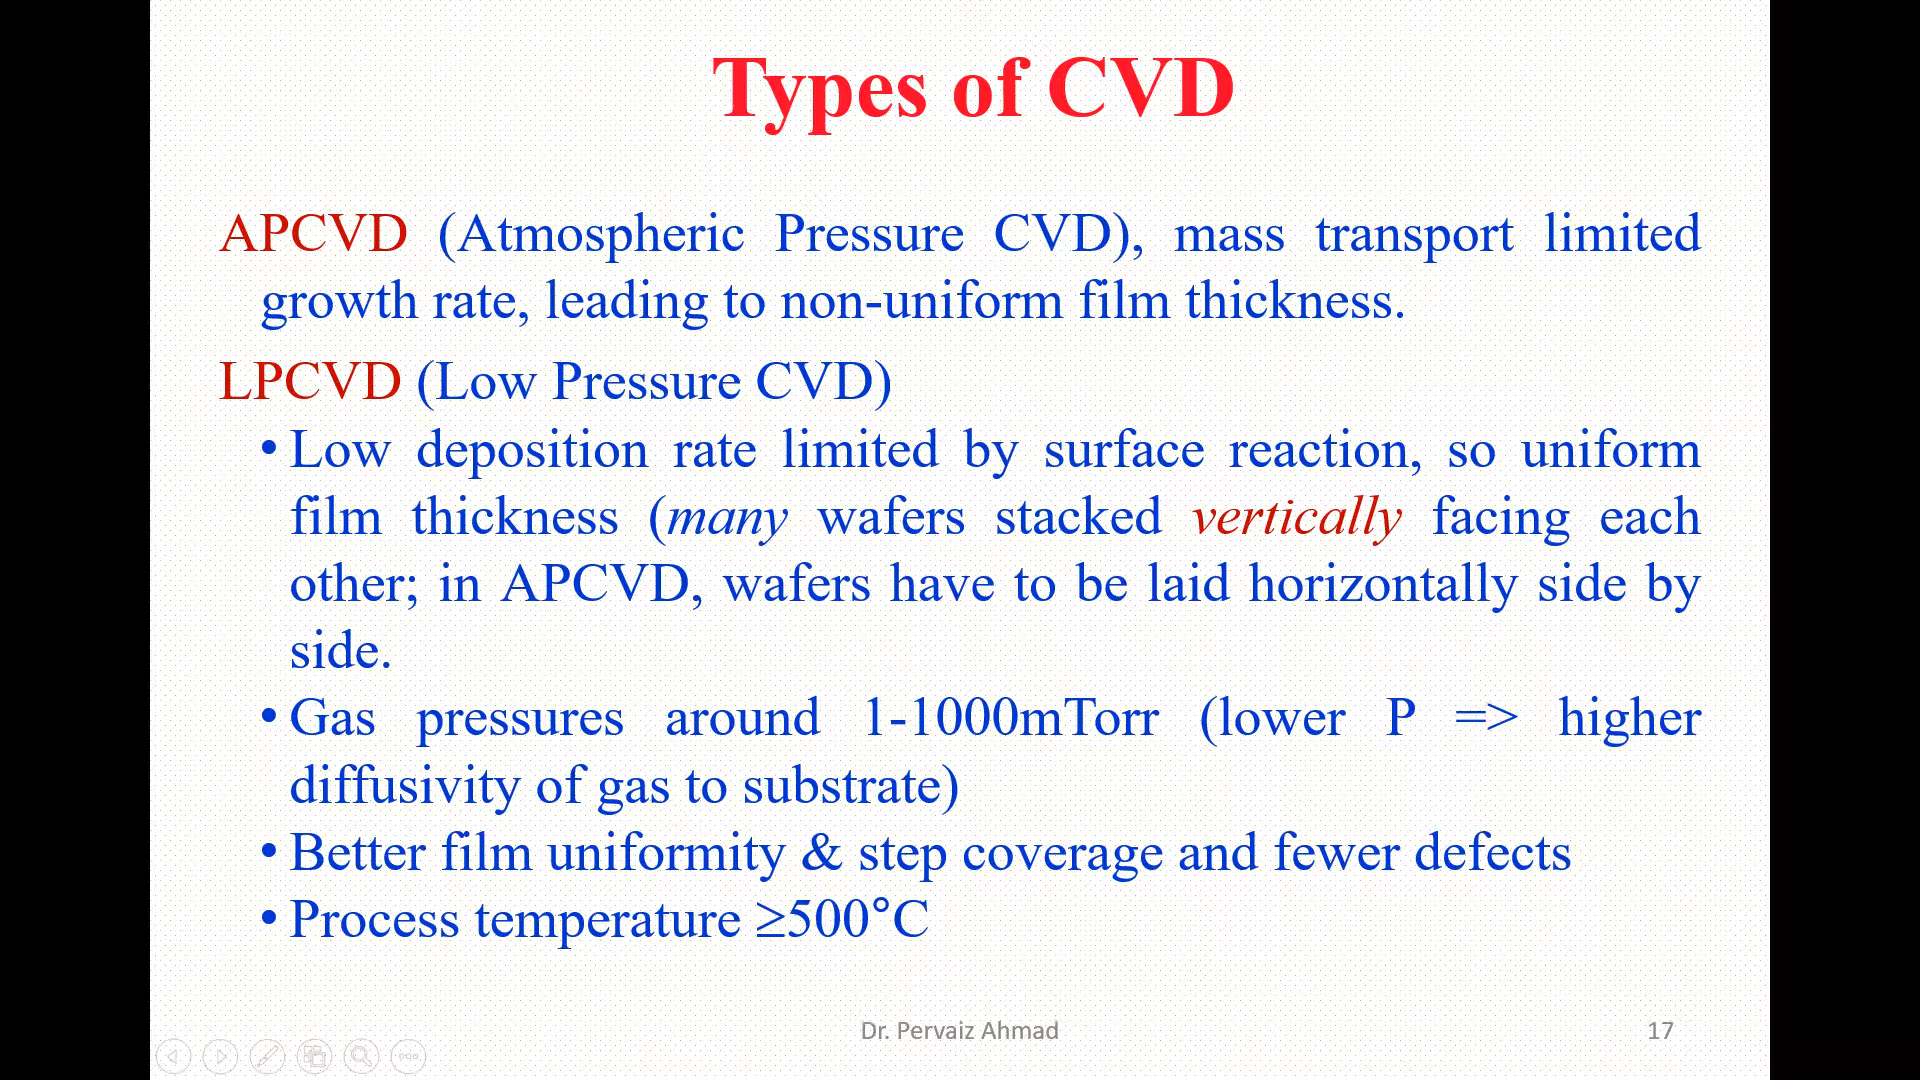 Types of CVD
APCVD (Atmospheric Pressure CVD), mass transport limited
growth rate, leading to non-uniform film thickness.
LPCVD (Low Pressure CVD)
• Low deposition rate limited by surface reaction, so uniform
film thickness (many wafers stacked vertically facing each
other; in APCVD, wafers have to be laid horizontally side by
side.
• Gas pressures around 1-1000mTorr (lower P => higher
diffusivity of gas to substrate)
• Better film uniformity & step coverage and fewer defects
• Process temperature ≥500°C
Dr. Pervaiz Ahmad
17